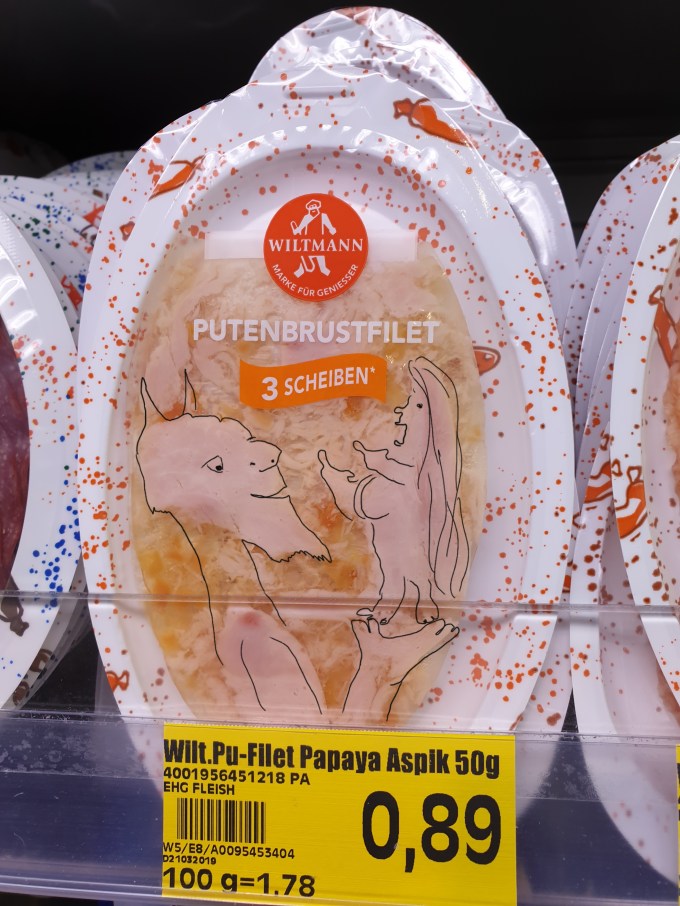 WILTMANN
MARKE FÜR GENIESSER
PUTENBRUSTFILET
3 SCHEIBEN*
Wilt.Pu-Filet Papaya Aspik 50g
4001956451218 PA
EHG FLEISH
0,89
W5/E8/A0095453404
D21032019
100 g=1.78